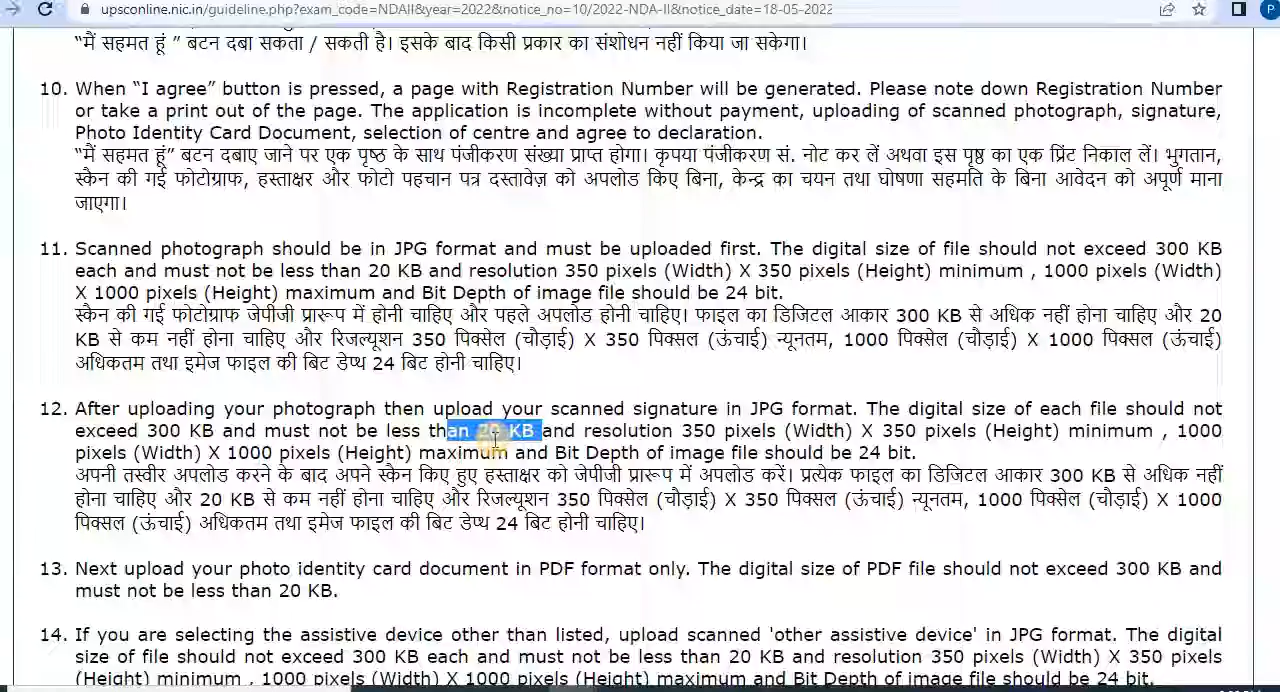 upsconline.nic.in/guideline.php?exam_code=NDAII&year=2022&notice_no=10/2022-NDA-II&notice_date=18-05-2022
P
“मैं सहमत हूं ” बटन दबा सकता / सकती है। इसके बाद किसी प्रकार का संशोधन नहीं किया जा सकेगा।
10. When “I agree” button is pressed, a page with Registration Number will be generated. Please note down Registration Number
or take a print out of the page. The application is incomplete without payment, uploading of scanned photograph, signature,
Photo Identity Card Document, selection of centre and agree to declaration.
“मैं सहमत हूं” बटन दबाए जाने पर एक पृष्ठ के साथ पंजीकरण संख्या प्राप्त होगा। कृपया पंजीकरण सं. नोट कर लें अथवा इस पृष्ठ का एक प्रिंट निकाल लें। भुगतान,
स्कैन की गई फोटोग्राफ, हस्ताक्षर और फोटो पहचान पत्र दस्तावेज़ को अपलोड किए बिना, केन्द्र का चयन तथा घोषणा सहमति के बिना आवेदन को अपूर्ण माना
जाएगा।
11. Scanned photograph should be in JPG format and must be uploaded first. The digital size of file should not exceed 300 KB
each and must not be less than 20 KB and resolution 350 pixels (Width) X 350 pixels (Height) minimum , 1000 pixels (Width)
X 1000 pixels (Height) maximum and Bit Depth of image file should be 24 bit.
स्कैन की गई फोटोग्राफ जेपीजी प्रारूप में होनी चाहिए और पहले अपलोड होनी चाहिए। फाइल का डिजिटल आकार 300 KB से अधिक नहीं होना चाहिए और 20
KB से कम नहीं होना चाहिए और रिजल्यूशन 350 पिक्सेल (चौड़ाई) X 350 पिक्सल (ऊंचाई) न्यूनतम, 1000 पिक्सेल (चौड़ाई) X 1000 पिक्सल (ऊंचाई)
अधिकतम तथा इमेज फाइल की बिट डेप्थ 24 बिट होनी चाहिए।
12. After uploading your photograph then upload your scanned signature in JPG format. The digital size of each file should not
exceed 300 KB and must not be less than 20 KB and resolution 350 pixels (Width) X 350 pixels (Height) minimum , 1000
pixels (Width) X 1000 pixels (Height) maximum and Bit Depth of image file should be 24 bit.
अपनी तस्वीर अपलोड करने के बाद अपने स्कैन किए हुए हस्ताक्षर को जेपीजी प्रारूप में अपलोड करें। प्रत्येक फाइल का डिजिटल आकार 300 KB से अधिक नहीं
होना चाहिए और 20 KB से कम नहीं होना चाहिए और रिजल्यूशन 350 पिक्सेल (चौड़ाई) X 350 पिक्सल (ऊंचाई) न्यूनतम, 1000 पिक्सेल (चौड़ाई) X 1000
पिक्सल (ऊंचाई) अधिकतम तथा इमेज फाइल की बिट डेप्थ 24 बिट होनी चाहिए।
13. Next upload your photo identity card document in PDF format only. The digital size of PDF file should not exceed 300 KB and
must not be less than 20 KB.
14. If you are selecting the assistive device other than listed, upload scanned 'other assistive device' in JPG format. The digital
size of file should not exceed 300 KB each and must not be less than 20 KB and resolution 350 pixels (Width) X 350 pixels
(Height) minimum , 1000 pixels (Width) X 1000 pixels (Height) maximum and Bit Depth of image file should be 24 bit.